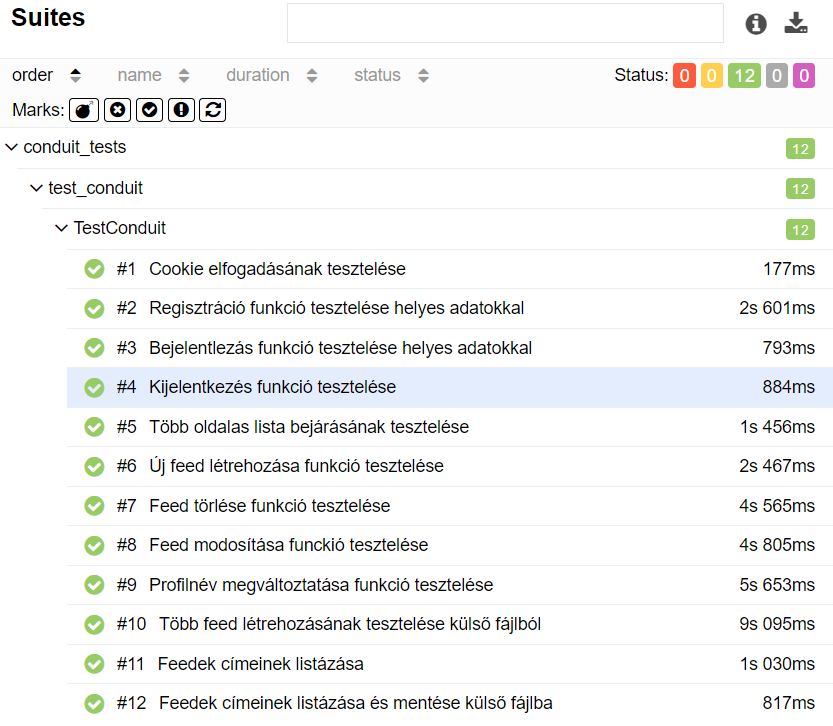 Suites
order name duration status Status: 0 0 12 0 0
Marks:
conduit_tests 12
test_conduit 12
TestConduit 12
#1 Cookie elfogadásának tesztelése 177ms
#2 Regisztráció funkció tesztelése helyes adatokkal 2s 601ms
#3 Bejelentlezás funkció tesztelése helyes adatokkal 793ms
#4 Kijelentkezés funkció tesztelése 884ms
#5 Több oldalas lista bejárásának tesztelése 1s 456ms
#6 Új feed létrehozása funkció tesztelése 2s 467ms
#7 Feed törlése funkció tesztelése 4s 565ms
#8 Feed modosítása funckió tesztelése 4s 805ms
#9 Profilnév megváltoztatása funkció tesztelése 5s 653ms
#10 Több feed létrehozásának tesztelése külső fájlból 9s 095ms
#11 Feedek címeinek listázása 1s 030ms
#12 Feedek címeinek listázása és mentése külső fájlba 817ms